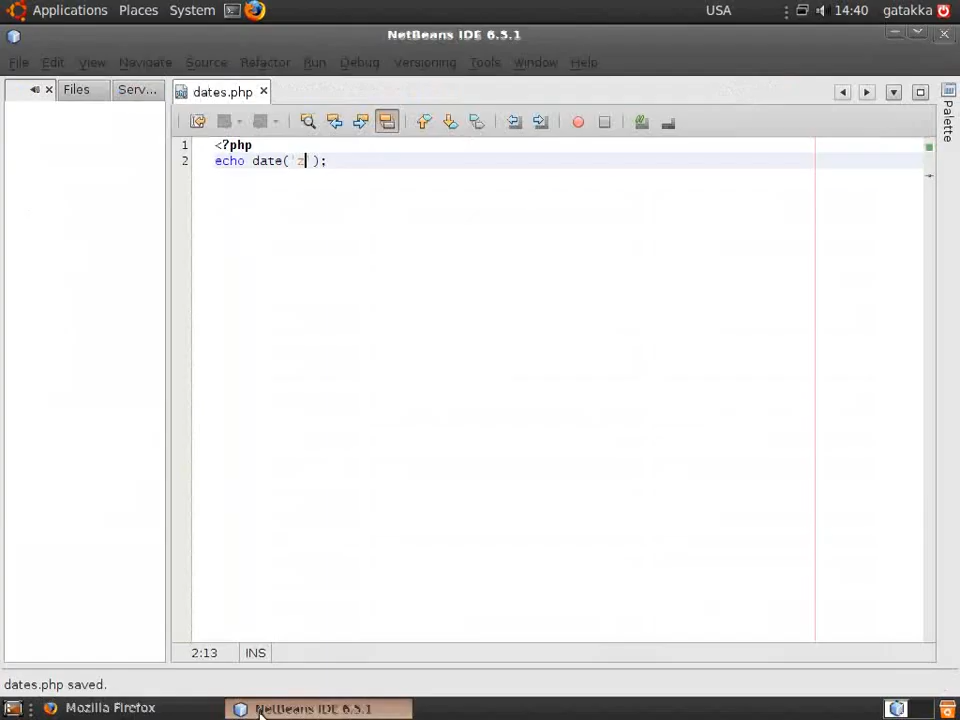 Applications Places System USA 14:40 gatakka
NetBeans IDE 6.5.1
File Edit View Navigate Source Refactor Run Debug Versioning Tools Window Help
Files Serv... dates.php
Palette
1 <?php
2 echo date('z');
2:13 INS
dates.php saved.
Mozilla Firefox NetBeans IDE 6.5.1